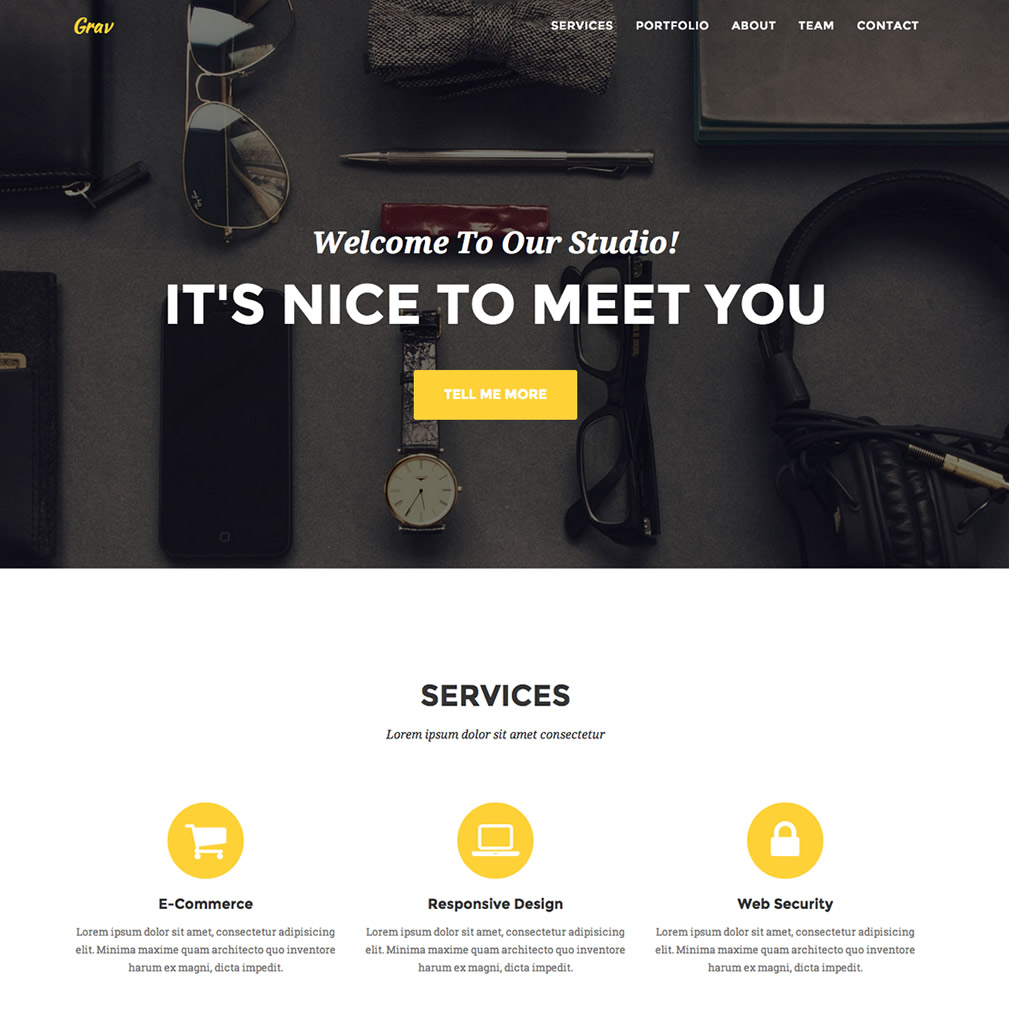 Grav
SERVICES PORTFOLIO ABOUT TEAM CONTACT
Welcome To Our Studio!
IT'S NICE TO MEET YOU
TELL ME MORE
SERVICES
Lorem ipsum dolor sit amet consectetur
E-Commerce
Lorem ipsum dolor sit amet, consectetur adipisicing
elit. Minima maxime quam architecto quo inventore
harum ex magni, dicta impedit.
Responsive Design
Lorem ipsum dolor sit amet, consectetur adipisicing
elit. Minima maxime quam architecto quo inventore
harum ex magni, dicta impedit.
Web Security
Lorem ipsum dolor sit amet, consectetur adipisicing
elit. Minima maxime quam architecto quo inventore
harum ex magni, dicta impedit.